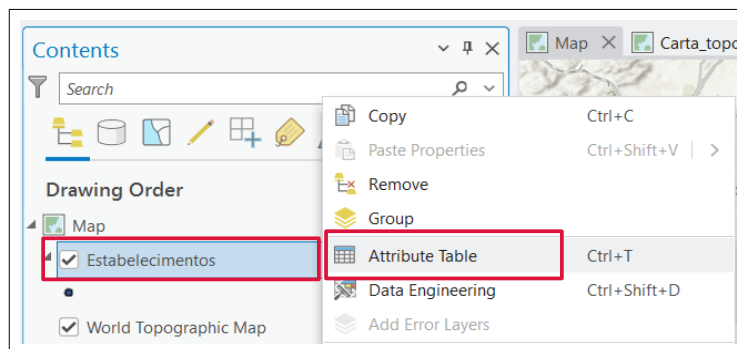 Contents
Search
Drawing Order
Map
Estabelecimentos
World Topographic Map
Map
Carta_topo
Copy Ctrl+C
Paste Properties Ctrl+Shift+V
Remove
Group
Attribute Table Ctrl+T
Data Engineering Ctrl+Shift+D
Add Error Layers